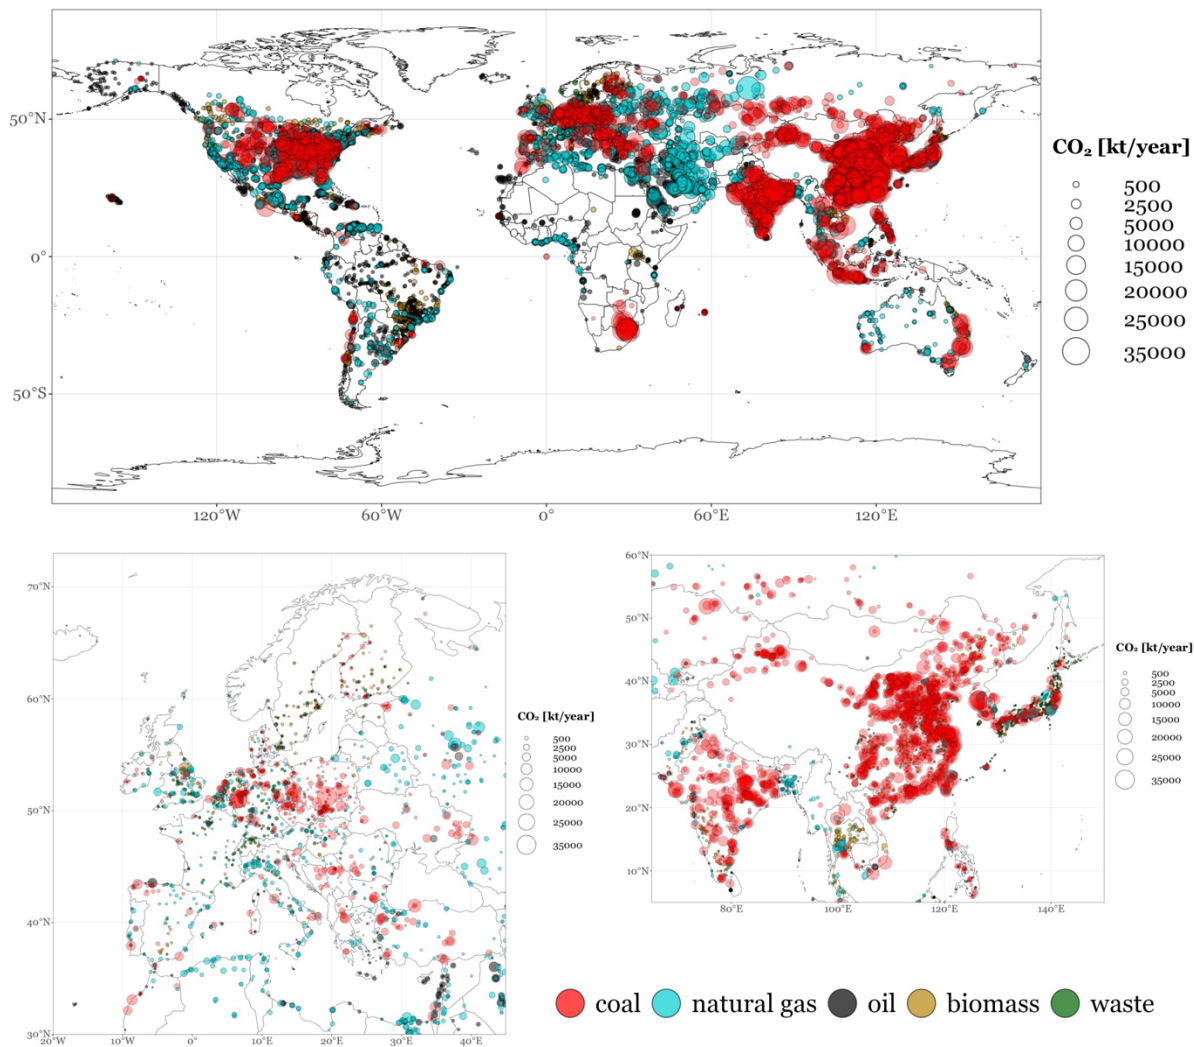 50°N
0°
50°S
120°W 60°W 0° 60°E 120°E
CO₂ [kt/year]
500
2500
5000
10000
15000
20000
25000
35000
70°N
60°N
50°N
40°N
30°N
20°W 10°W 0° 10°E 20°E 30°E 40°E
CO₂ [kt/year]
500
2500
5000
10000
15000
20000
25000
35000
60°N
50°N
40°N
30°N
20°N
10°N
80°E 100°E 120°E 140°E
CO₂ [kt/year]
500
2500
5000
10000
15000
20000
25000
35000
coal natural gas oil biomass waste